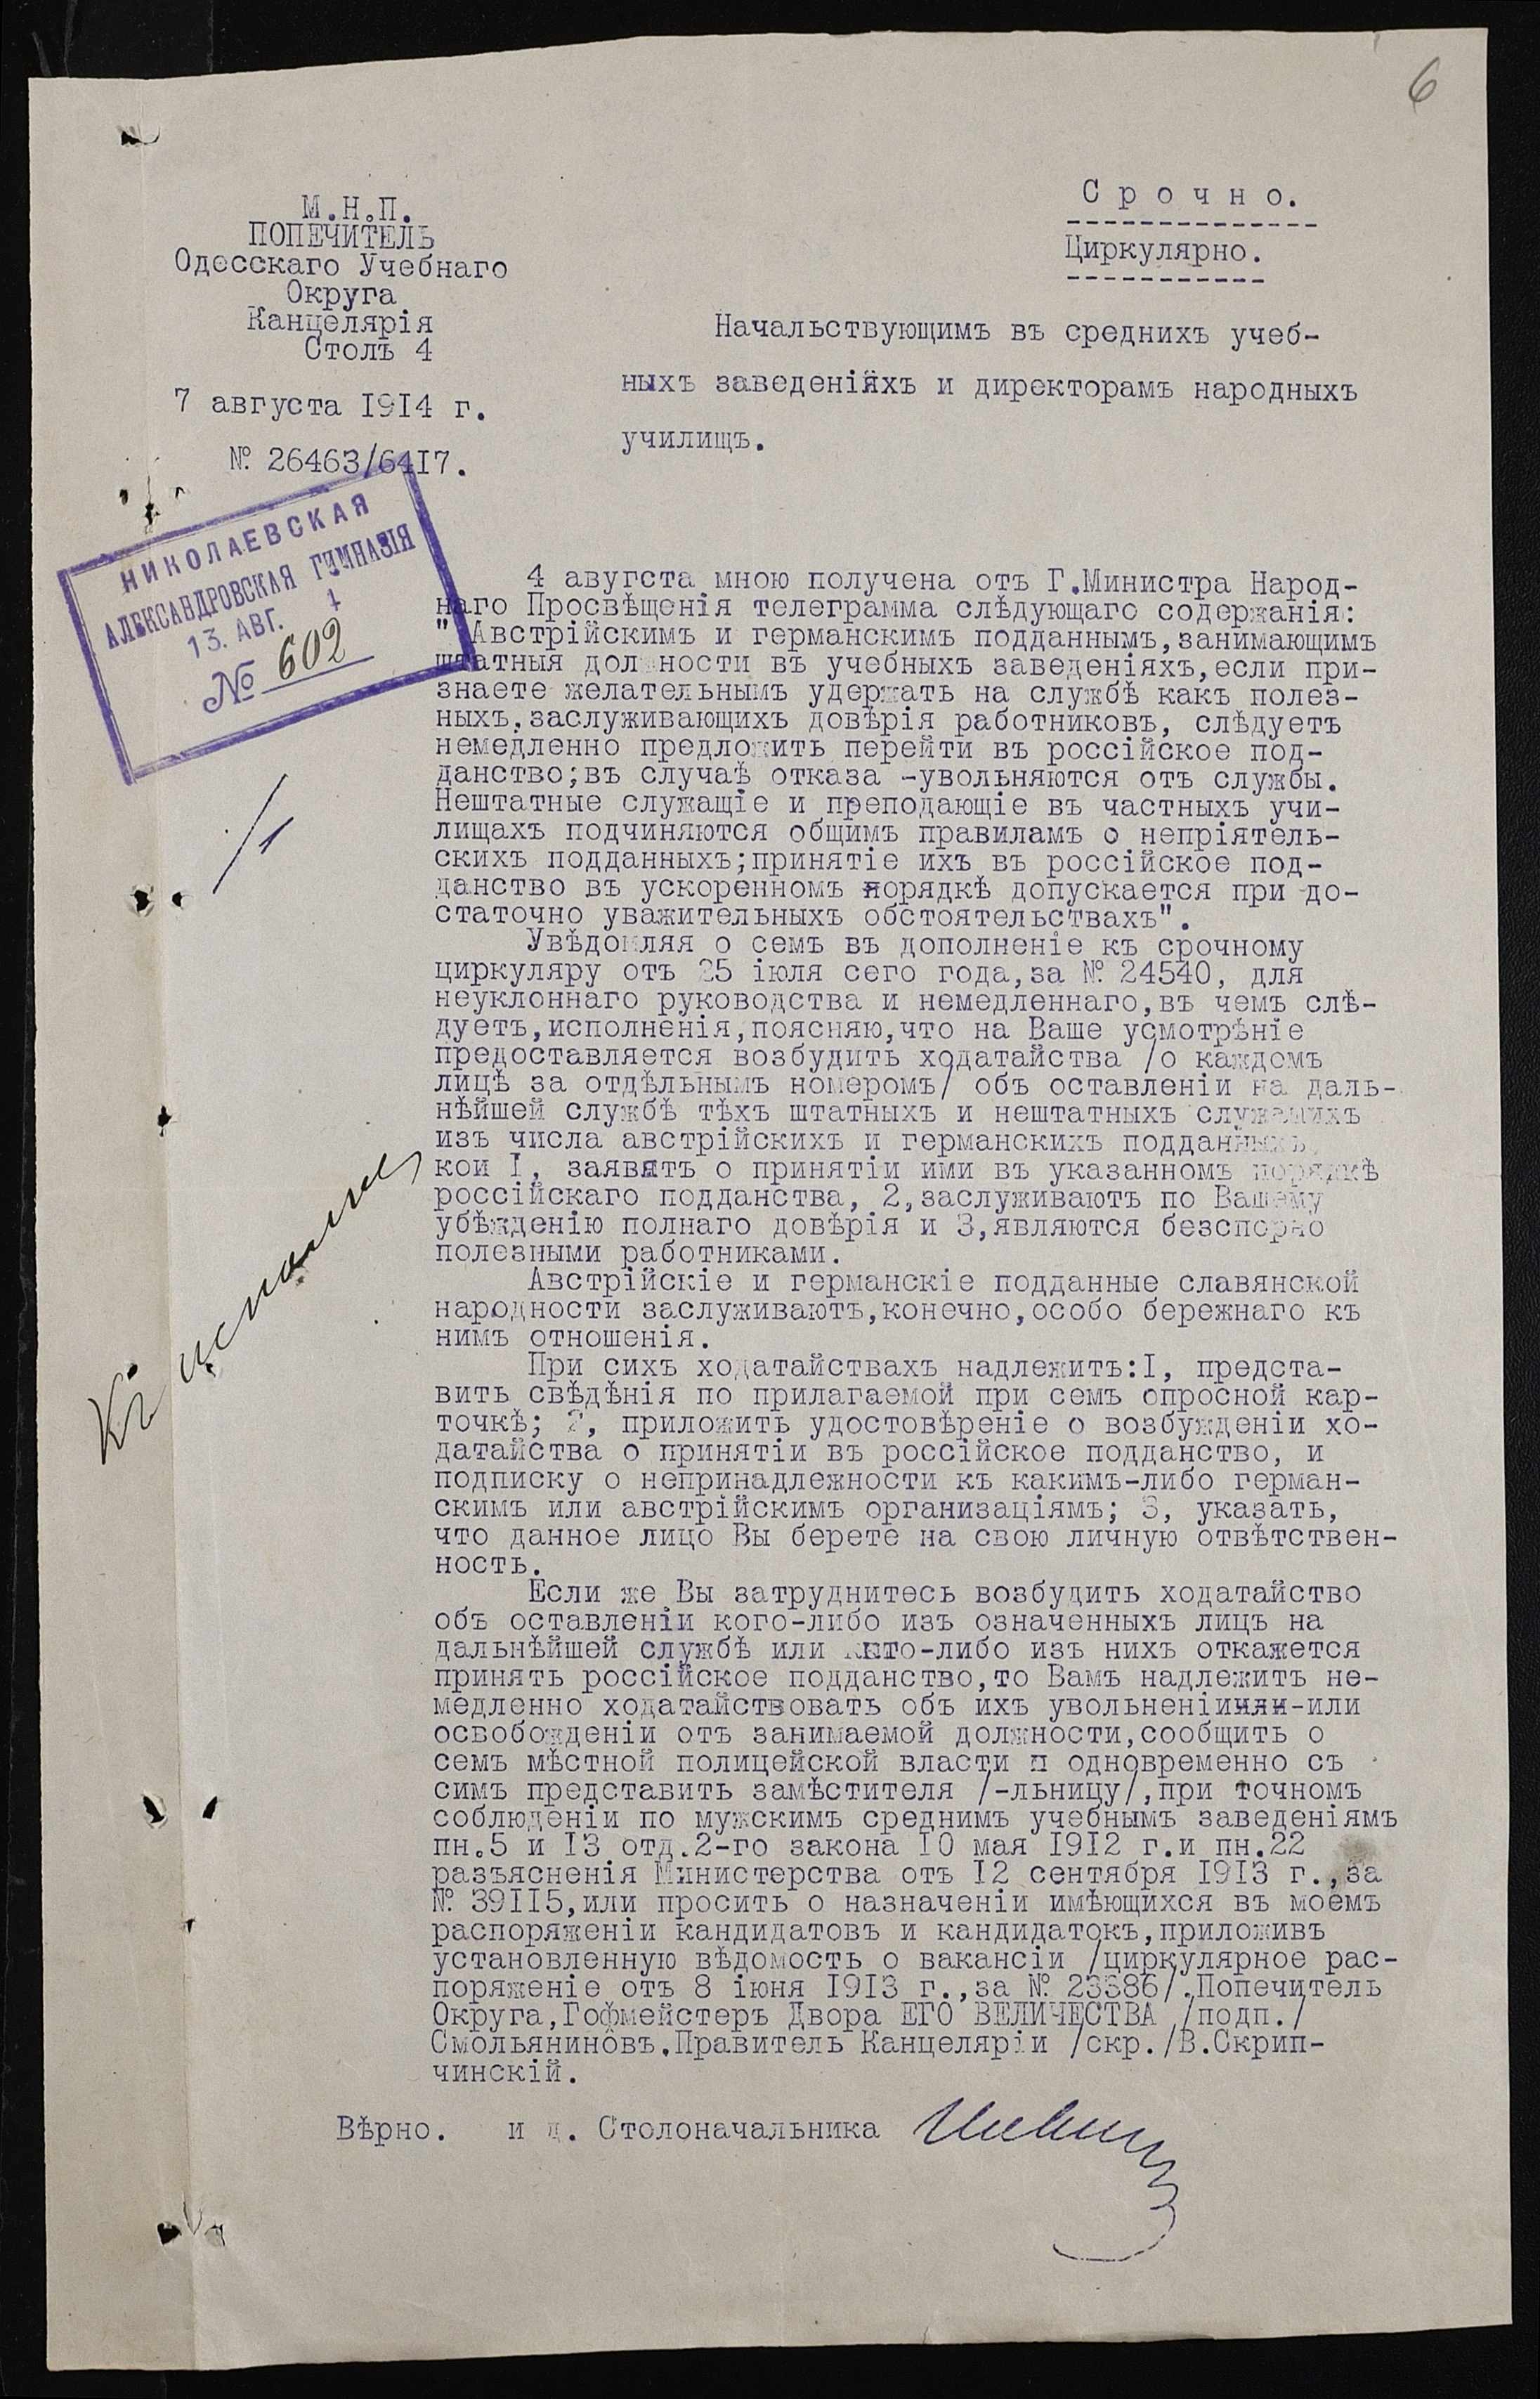 6
С р о ч н о.
Циркулярно.
М.Н.П.
ПОПЕЧИТЕЛЬ
Одесскаго Учебнаго
Округа
Канцелярія
Столъ 4
7 августа I9I4 г.
№ 26463/64I7.
Начальствующимъ въ среднихъ учеб-
ныхъ заведеніяхъ и директорамъ народныхъ
училищъ.
НИКОЛАЕВСКАЯ
АЛЕКСАНДРОВСКАЯ ГИМНАЗІЯ
13. АВГ. 4
№ 602
4 авугста мною получена отъ Г.Министра Народ-
наго Просвѣщенія телеграмма слѣдующаго содержанія:
"Австрійскимъ и германскимъ подданнымъ,занимающимъ
штатныя должности въ учебныхъ заведеніяхъ,если при-
знаете желательнымъ удержать на службѣ какъ полез-
ныхъ,заслуживающихъ довѣрія работниковъ, слѣдуетъ
немедленно предложить перейти въ россійское под-
данство;въ случаѣ отказа -увольняются отъ службы.
Нештатные служащіе и преподающіе въ частныхъ учи-
лищахъ подчиняются общимъ правиламъ о непріятель-
скихъ подданныхъ;принятіе ихъ въ россійское под-
данство въ ускоренномъ порядкѣ допускается при до-
статочно уважительныхъ обстоятельствахъ".
Увѣдомляя о семъ въ дополненіе къ срочному
циркуляру отъ 25 іюля сего года,за № 24540, для
неуклоннаго руководства и немедленнаго,въ чемъ слѣ-
дуетъ,исполненія,поясняю,что на Ваше усмотрѣніе
предоставляется возбудить ходатайства /о каждомъ
лицѣ за отдѣльнымъ номеромъ/ объ оставленіи на даль-
нѣйшей службѣ тѣхъ штатныхъ и нештатныхъ служащихъ
изъ числа австрійскихъ и германскихъ подданныхъ,
кои I, заявятъ о принятіи ими въ указанномъ порядкѣ
россійскаго подданства, 2,заслуживаютъ по Вашему
убѣжденію полнаго довѣрія и 3,являются безспорно
полезными работниками.
Австрійскіе и германскіе подданные славянской
народности заслуживаютъ,конечно,особо бережнаго къ
нимъ отношенія.
При сихъ ходатайствахъ надлежитъ:I, предста-
вить свѣдѣнія по прилагаемой при семъ опросной кар-
точкѣ; 2, приложить удостовѣреніе о возбужденіи хо-
датайства о принятіи въ россійское подданство, и
подписку о непринадлежности къ какимъ-либо герман-
скимъ или австрійскимъ организаціямъ; 3, указать,
что данное лицо Вы берете на свою личную отвѣтствен-
ность.
Если же Вы затруднитесь возбудить ходатайство
объ оставленіи кого-либо изъ означенныхъ лицъ на
дальнѣйшей службѣ или кто-либо изъ нихъ откажется
принять россійское подданство,то Вамъ надлежитъ не-
медленно ходатайствовать объ ихъ увольненіи-или
освобожденіи отъ занимаемой должности,сообщить о
семъ мѣстной полицейской власти и одновременно съ
симъ представить замѣстителя /-льницу/,при точномъ
соблюденіи по мужскимъ среднимъ учебнымъ заведеніямъ
пн.5 и I3 отд.2-го закона I0 мая I9I2 г.и пн.22
разъясненія Министерства отъ I2 сентября I9I3 г.,за
№ 39II5,или просить о назначеніи имѣющихся въ моемъ
распоряженіи кандидатовъ и кандидатокъ,приложивъ
установленную вѣдомость о вакансіи /циркулярное рас-
поряженіе отъ 8 іюня I9I3 г.,за № 23386/.Попечитель
Округа,Гофмейстеръ Двора ЕГО ВЕЛИЧЕСТВА /подп./
Смольяниновъ.Правитель Канцеляріи /скр./В.Скрип-
чинскій.
Къ исполне
Вѣрно. и д. Столоначальника